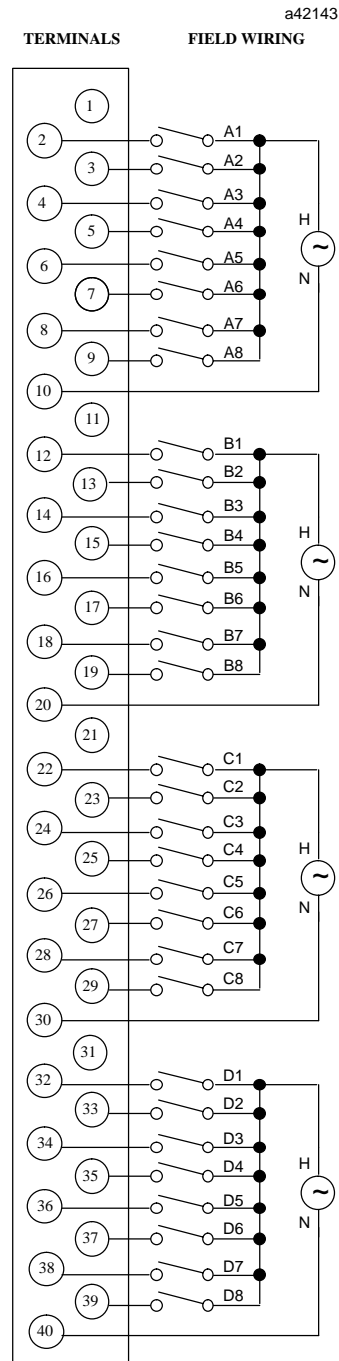 a42143
TERMINALS FIELD WIRING
1
2 A1
3 A2
4 A3
H
5 A4
~
6 A5
N
7 A6
8 A7
9 A8
10
11
12 B1
13 B2
14 B3
H
15 B4
~
16 B5
N
17 B6
18 B7
19 B8
20
21
22 C1
23 C2
24 C3
H
25 C4
~
26 C5
N
27 C6
28 C7
29 C8
30
31
32 D1
33 D2
34 D3
H
35 D4
~
36 D5
N
37 D6
38 D7
39 D8
40